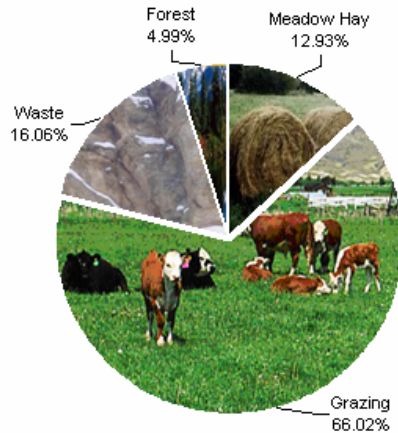 Forest
4.99%
Meadow Hay
12.93%
Waste
16.06%
Grazing
66.02%